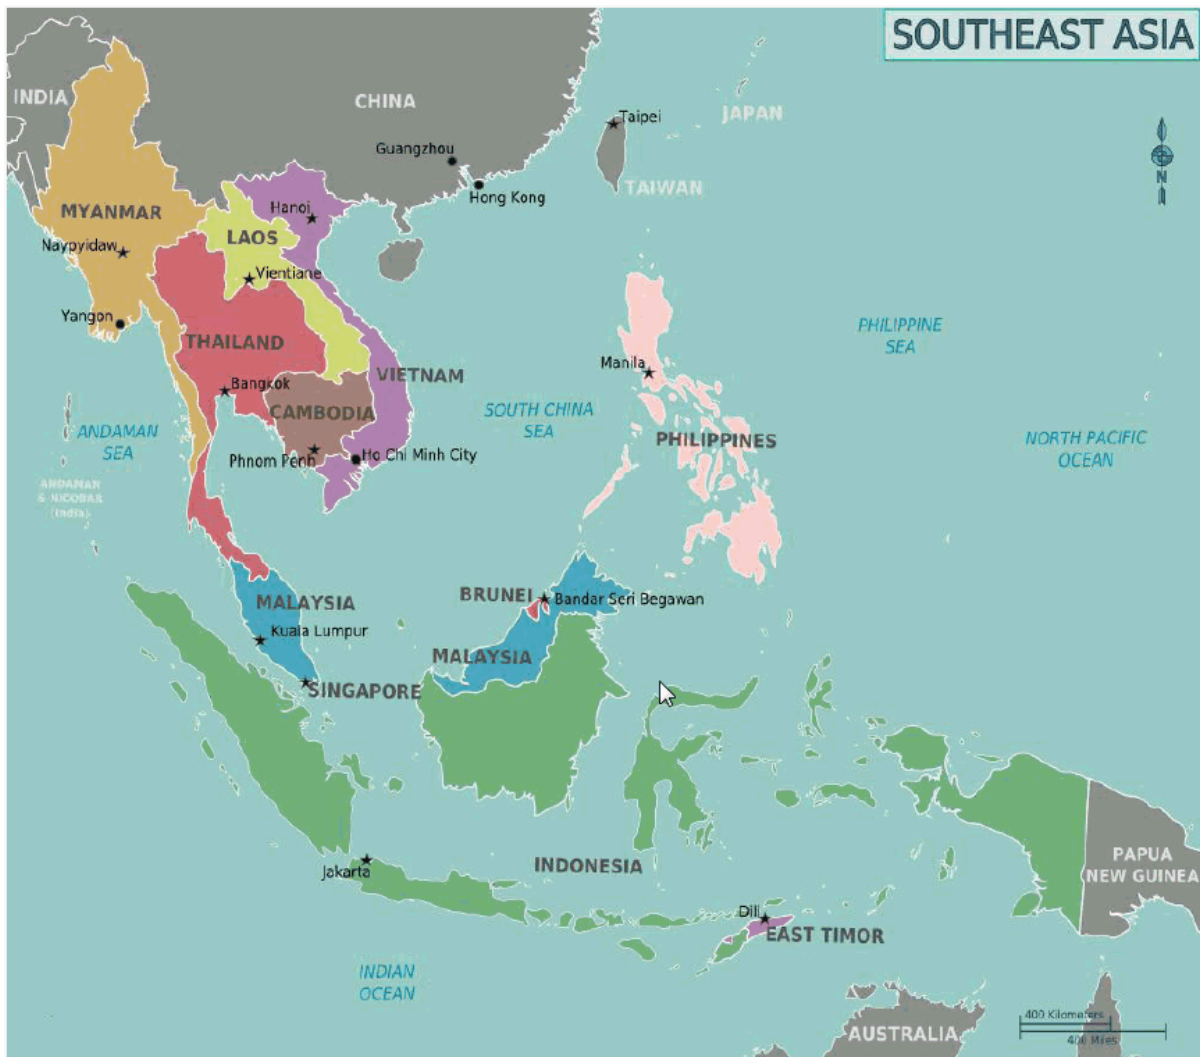 SOUTHEAST ASIA
INDIA
CHINA
JAPAN
Taipei
Guangzhou
TAIWAN
Hong Kong
MYANMAR
Hanoi
LAOS
Naypyidaw
Vientiane
N
Yangon
THAILAND
PHILIPPINE
SEA
Manila
VIETNAM
Bangkok
CAMBODIA
SOUTH CHINA
SEA
ANDAMAN
SEA
PHILIPPINES
NORTH PACIFIC
OCEAN
Phnom Penh
Ho Chi Minh City
ANDAMAR
& NICOBAR
(India)
BRUNEI
Bandar Seri Begawan
MALAYSIA
Kuala Lumpur
MALAYSIA
SINGAPORE
INDONESIA
Jakarta
PAPUA
NEW GUINEA
Dili
EAST TIMOR
INDIAN
OCEAN
AUSTRALIA
400 Kilometers
400 Miles